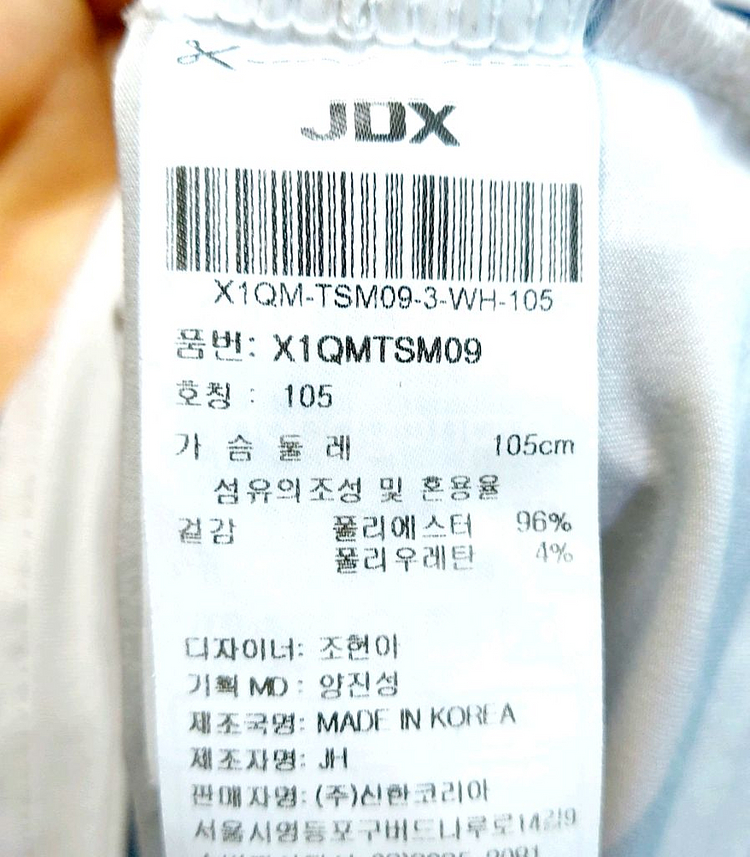 JDX
X1QM-TSM09-3-WH-105
품번: X1QMTSM09
호칭 : 105
가 슴 둘 레 105cm
섬유의조성 및 혼용율
겉감 폴리에스터 96%
폴리우레탄 4%
디자이너: 조현아
기획 MD : 양진성
제조국명: MADE IN KOREA
제조자명: JH
판매자명: (주)신한코리아
서울시영등포구버드나루로14길9